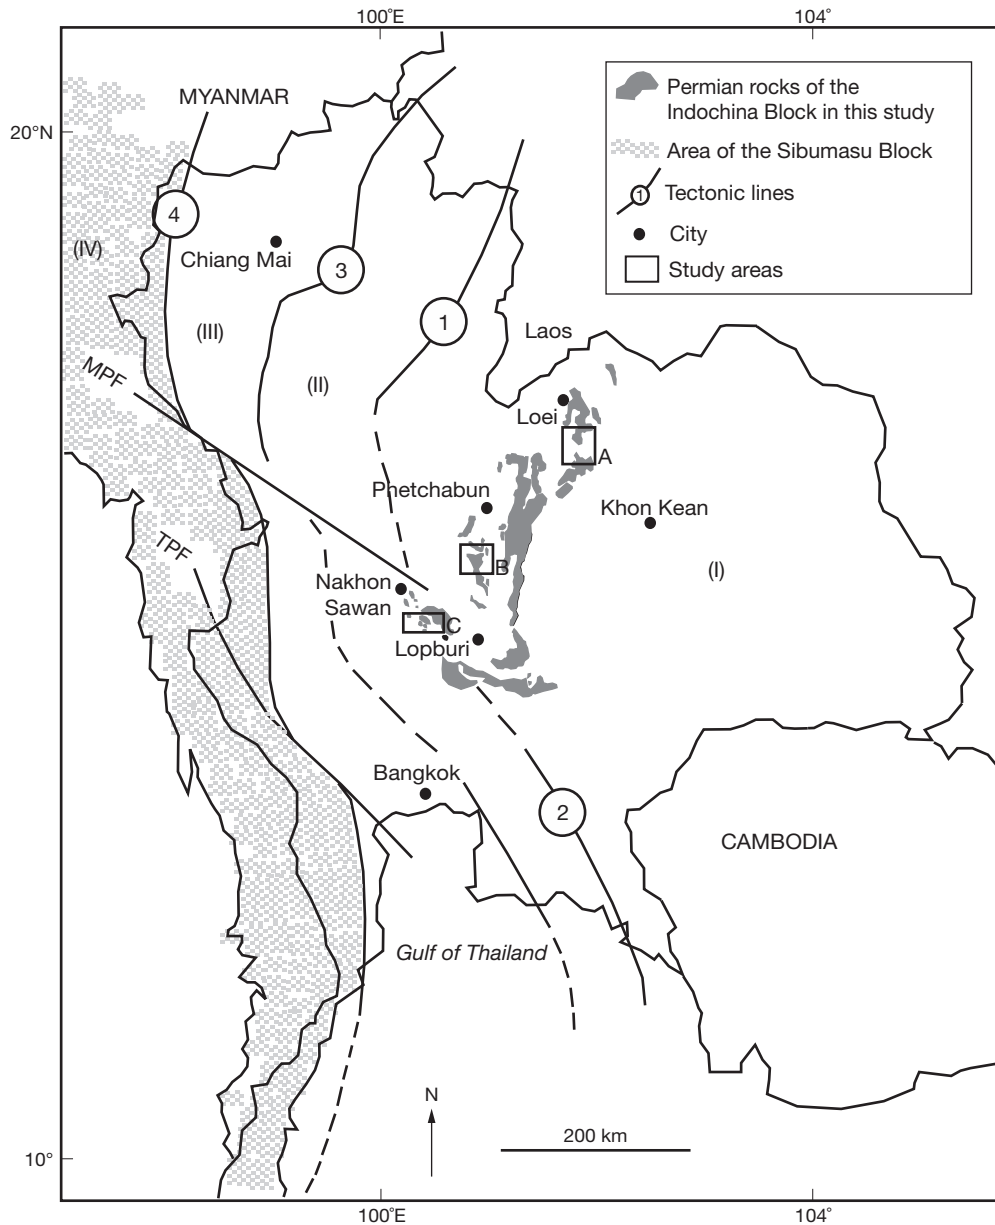 100°E
104°
20°N
MYANMAR
Permian rocks of the
Indochina Block in this study
Area of the Sibumasu Block
1
Tectonic lines
City
Study areas
4
(IV)
Chiang Mai
3
(III)
1
Laos
MPF
(II)
Loei
A
Phetchabun
Khon Kean
TPF
B
(I)
Nakhon
Sawan
C
Lopburi
Bangkok
2
CAMBODIA
Gulf of Thailand
N
200 km
10°
100°E
104°